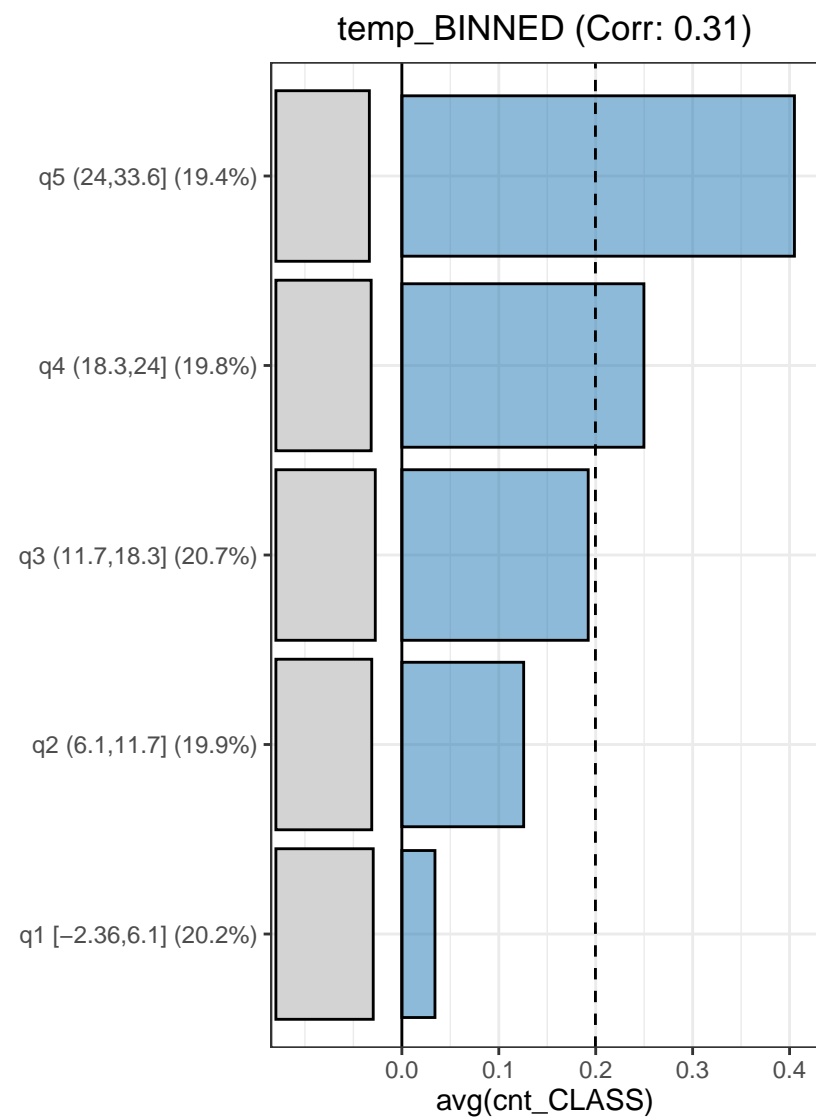 temp_BINNED (Corr: 0.31)
q5 (24,33.6] (19.4%)
q4 (18.3,24] (19.8%)
q3 (11.7,18.3] (20.7%)
q2 (6.1,11.7] (19.9%)
q1 [−2.36,6.1] (20.2%)
0.0 0.1 0.2 0.3 0.4
avg(cnt_CLASS)